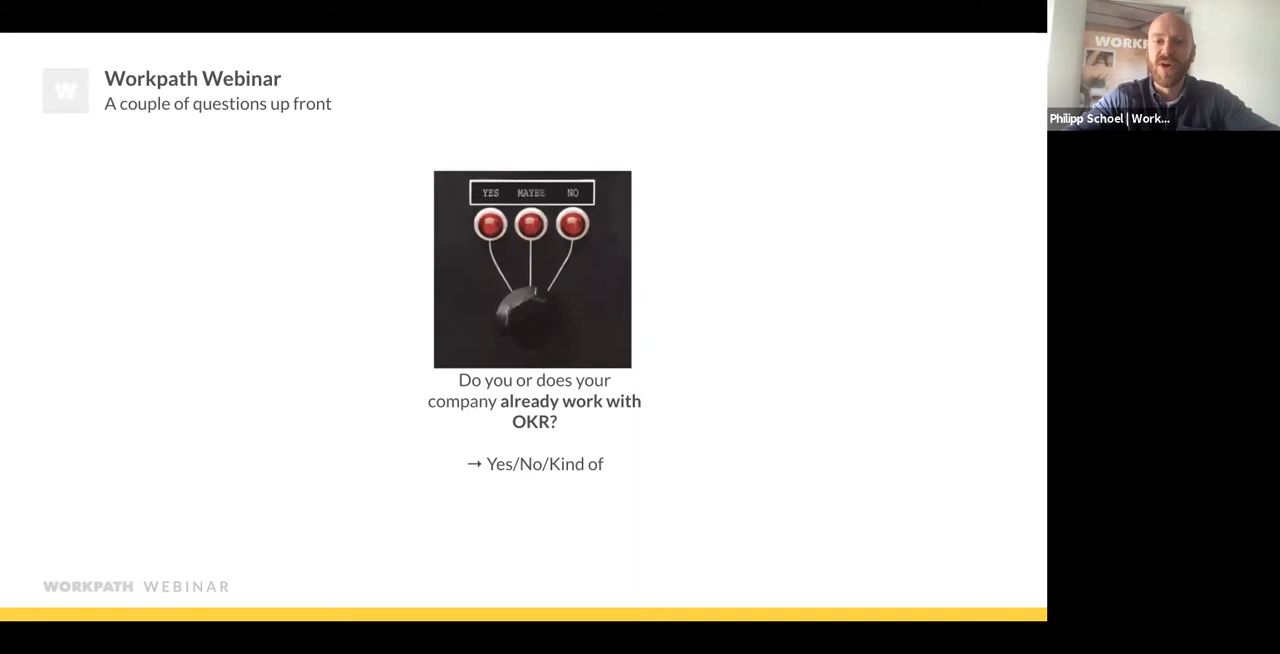 Workpath Webinar
A couple of questions up front
W
YES MAYBE NO
Do you or does your
company already work with
OKR?
→ Yes/No/Kind of
WORKPATH WEBINAR
WORKP
Philipp Schoel | Work...